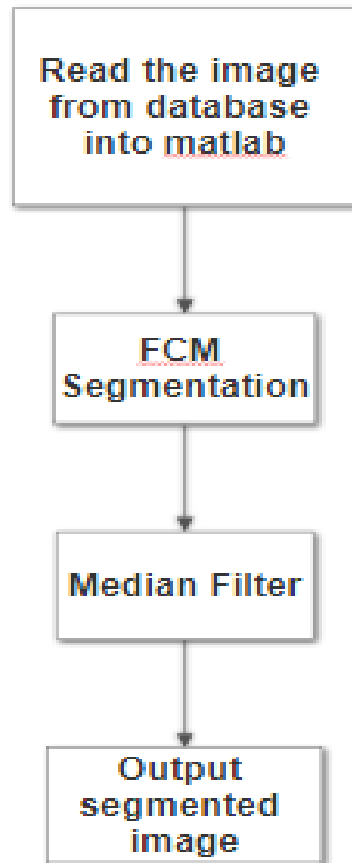 Read the image
from database
into matlab
FCM
Segmentation
Median Filter
Output
segmented
image